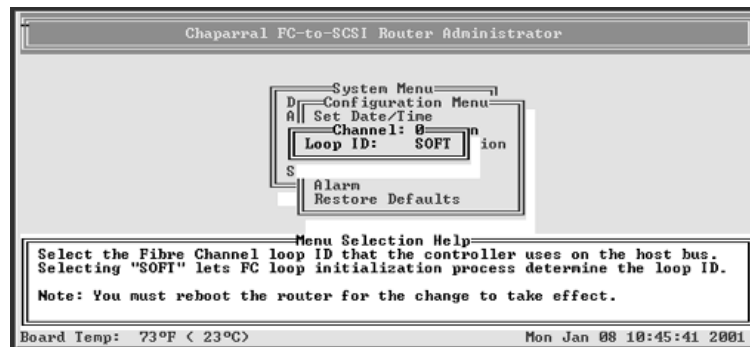 Chaparral FC-to-SCSI Router Administrator
System Menu
D Configuration Menu
A Set Date/Time
Channel: 0 n
Loop ID: SOFT ion
S
Alarm
Restore Defaults
Menu Selection Help
Select the Fibre Channel loop ID that the controller uses on the host bus.
Selecting "SOFT" lets FC loop initialization process determine the loop ID.
Note: You must reboot the router for the change to take effect.
Board Temp: 73°F ( 23°C) Mon Jan 08 10:45:41 2001